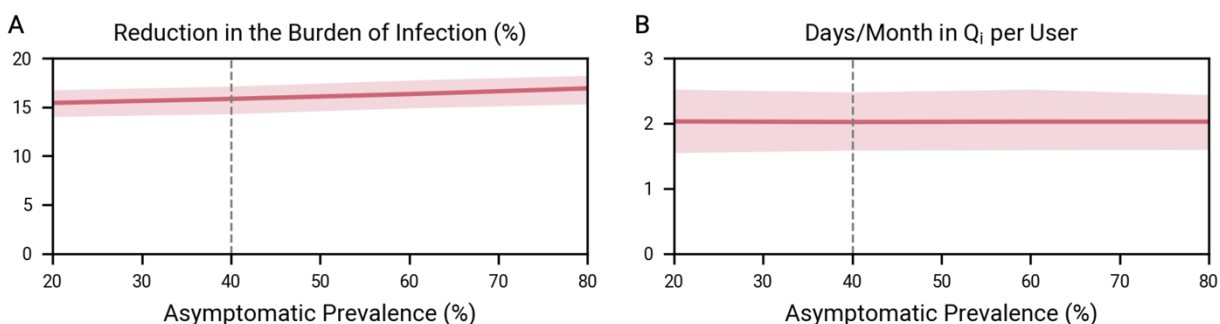 A
Reduction in the Burden of Infection (%)
20
15
10
5
0
20 30 40 50 60 70 80
Asymptomatic Prevalence (%)
B
Days/Month in Qi per User
3
2
1
0
20 30 40 50 60 70 80
Asymptomatic Prevalence (%)